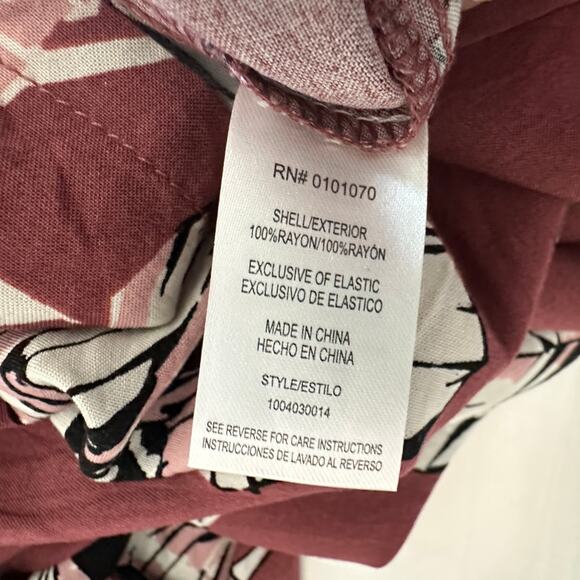 RN# 0101070
SHELL/EXTERIOR
100%RAYON/100%RAYÓN
EXCLUSIVE OF ELASTIC
EXCLUSIVO DE ELASTICO
MADE IN CHINA
HECHO EN CHINA
STYLE/ESTILO
1004030014
SEE REVERSE FOR CARE INSTRUCTIONS
INSTRUCCIONES DE LAVADO AL REVERSO